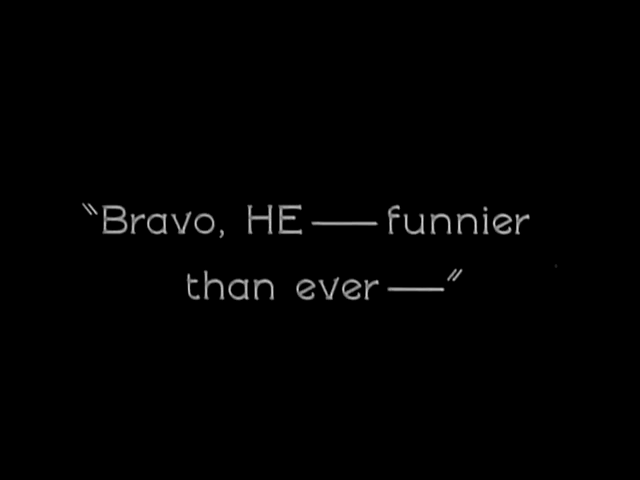 "Bravo, HE — funnier
than ever —"